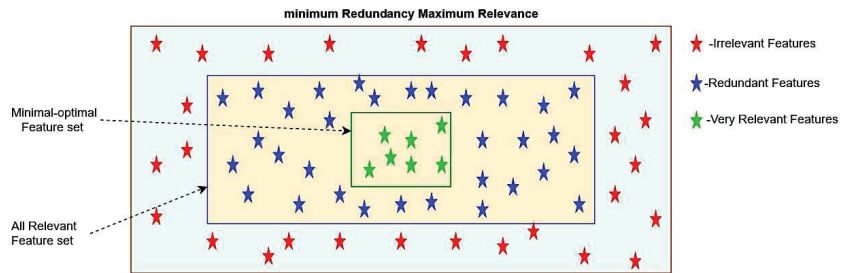 minimum Redundancy Maximum Relevance
-Irrelevant Features
-Redundant Features
-Very Relevant Features
Minimal-optimal
Feature set
All Relevant
Feature set